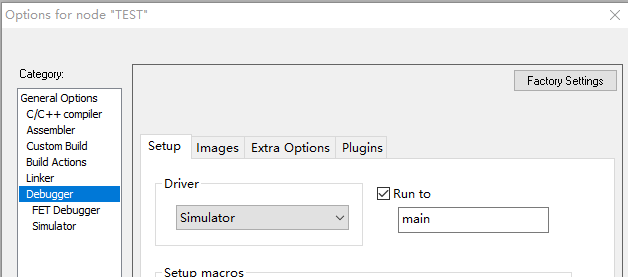 Options for node "TEST"
Category:
Factory Settings
General Options
C/C++ compiler
Assembler
Custom Build
Build Actions
Linker
Debugger
FET Debugger
Simulator
Setup Images Extra Options Plugins
Driver
Simulator
Run to
main
Setup macros